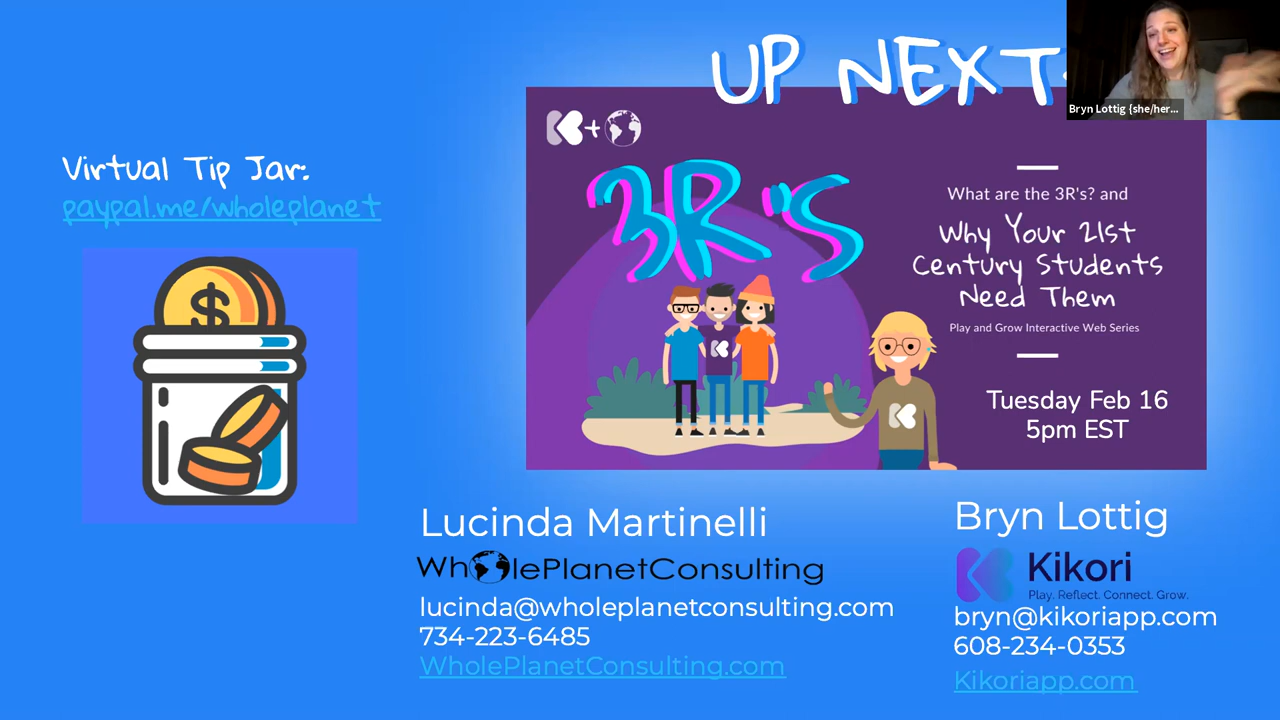 UP NEXT
Bryn Lottig {she/her...
Virtual Tip Jar:
paypal.me/wholeplanet
$
K+
3R's
What are the 3R's? and
Why Your 21st
Century Students
Need Them
Play and Grow Interactive Web Series
Tuesday Feb 16
5pm EST
Lucinda Martinelli
WholePlanetConsulting
lucinda@wholeplanetconsulting.com
734-223-6485
WholePlanetConsulting.com
Bryn Lottig
Kikori
Play. Reflect. Connect. Grow.
bryn@kikoriapp.com
608-234-0353
Kikoriapp.com